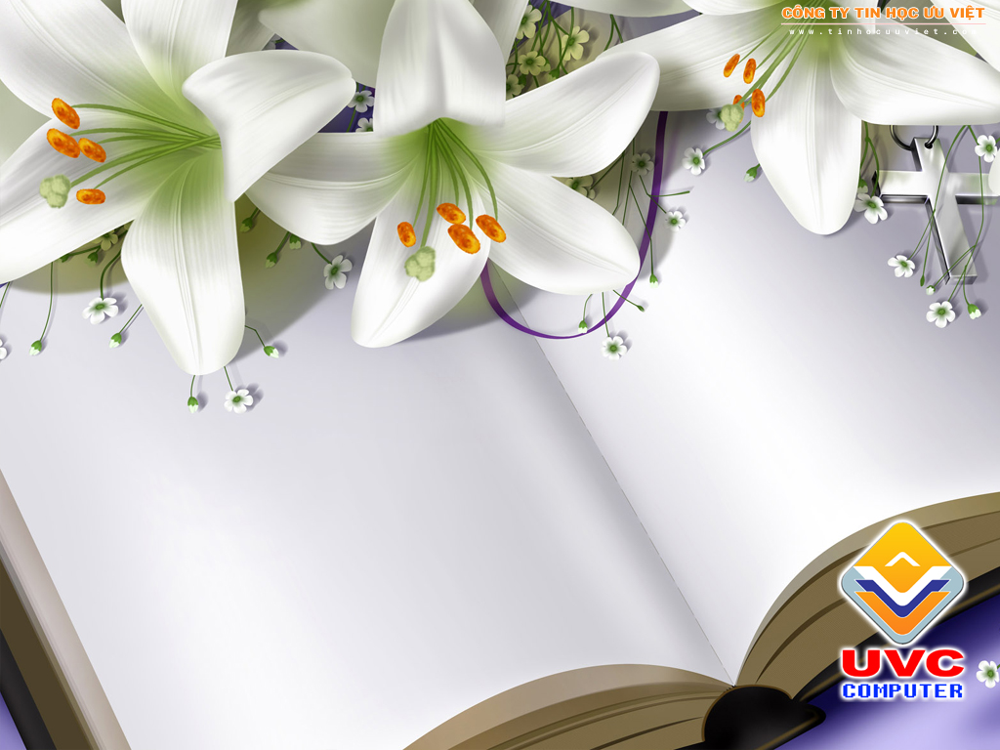 CÔNG TY TIN HỌC ƯU VIỆT
www.tinhocuuviet.com
UVC
COMPUTER